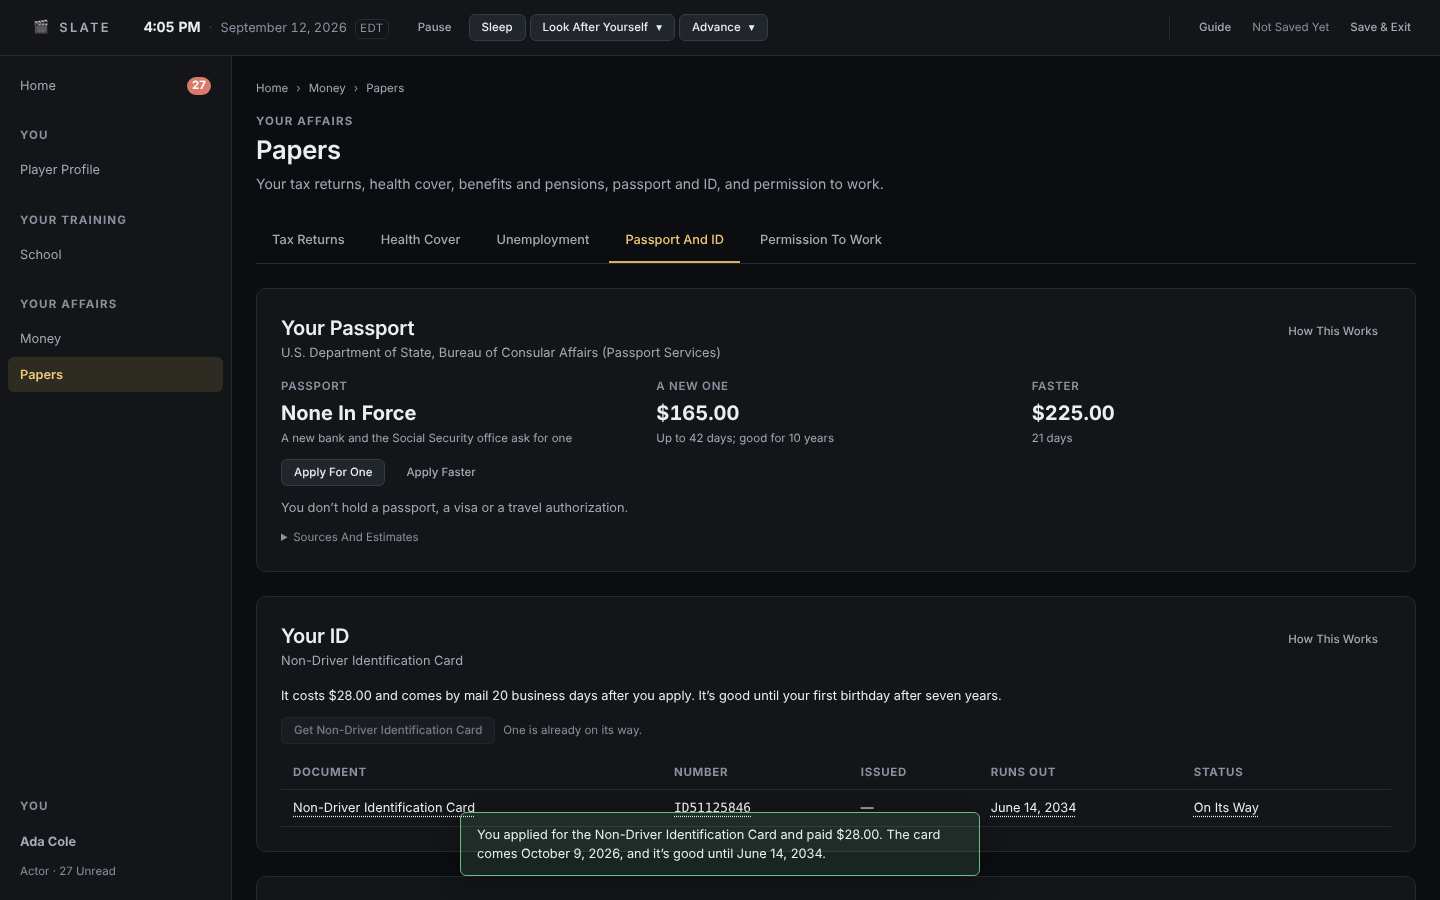 SLATE
4:05 PM · September 12, 2026 EDT
Pause
Sleep
Look After Yourself ▾
Advance ▾
Guide
Not Saved Yet
Save & Exit
Home
27
YOU
Player Profile
YOUR TRAINING
School
YOUR AFFAIRS
Money
Papers
YOU
Ada Cole
Actor · 27 Unread
Home › Money › Papers
YOUR AFFAIRS
Papers
Your tax returns, health cover, benefits and pensions, passport and ID, and permission to work.
Tax Returns
Health Cover
Unemployment
Passport And ID
Permission To Work
Your Passport
How This Works
U.S. Department of State, Bureau of Consular Affairs (Passport Services)
PASSPORT
None In Force
A new bank and the Social Security office ask for one
A NEW ONE
$165.00
Up to 42 days; good for 10 years
FASTER
$225.00
21 days
Apply For One
Apply Faster
You don’t hold a passport, a visa or a travel authorization.
▶ Sources And Estimates
Your ID
How This Works
Non-Driver Identification Card
It costs $28.00 and comes by mail 20 business days after you apply. It’s good until your first birthday after seven years.
Get Non-Driver Identification Card
One is already on its way.
DOCUMENT NUMBER ISSUED RUNS OUT STATUS
Non-Driver Identification Card ID51125846 — June 14, 2034 On Its Way
You applied for the Non-Driver Identification Card and paid $28.00. The card
comes October 9, 2026, and it’s good until June 14, 2034.